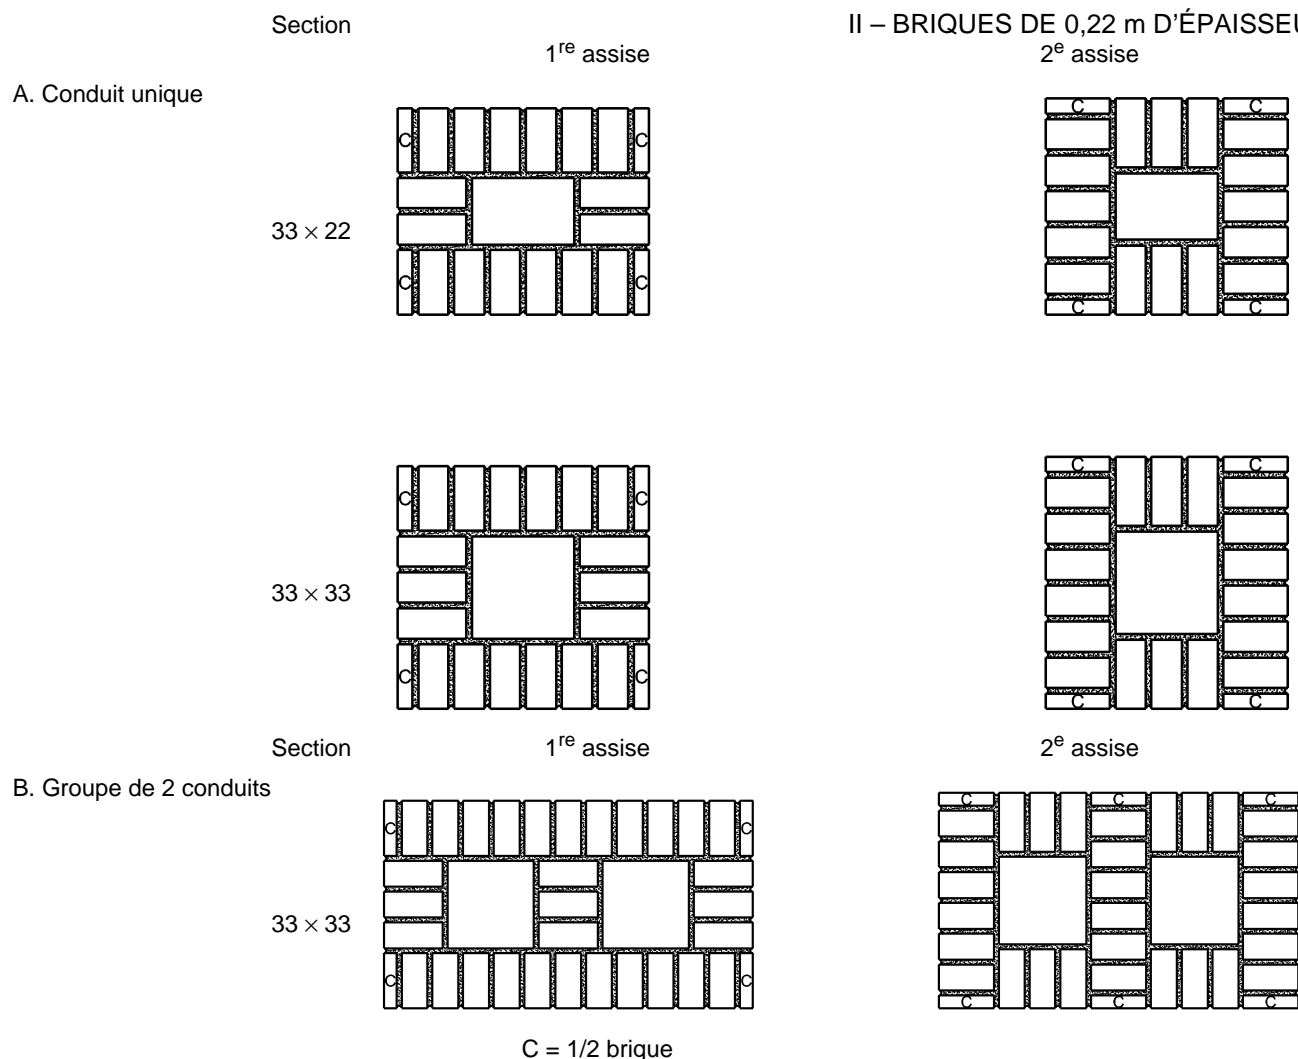 Section
II – BRIQUES DE 0,22 m D'ÉPAISSEU
1re assise
2e assise
A. Conduit unique
C C
C C
33 × 22
C C
C C
C C
C C
33 × 33
C C
C C
Section
1re assise
2e assise
B. Groupe de 2 conduits
C C C
C C
33 × 33
C C
C C C
C = 1/2 brique